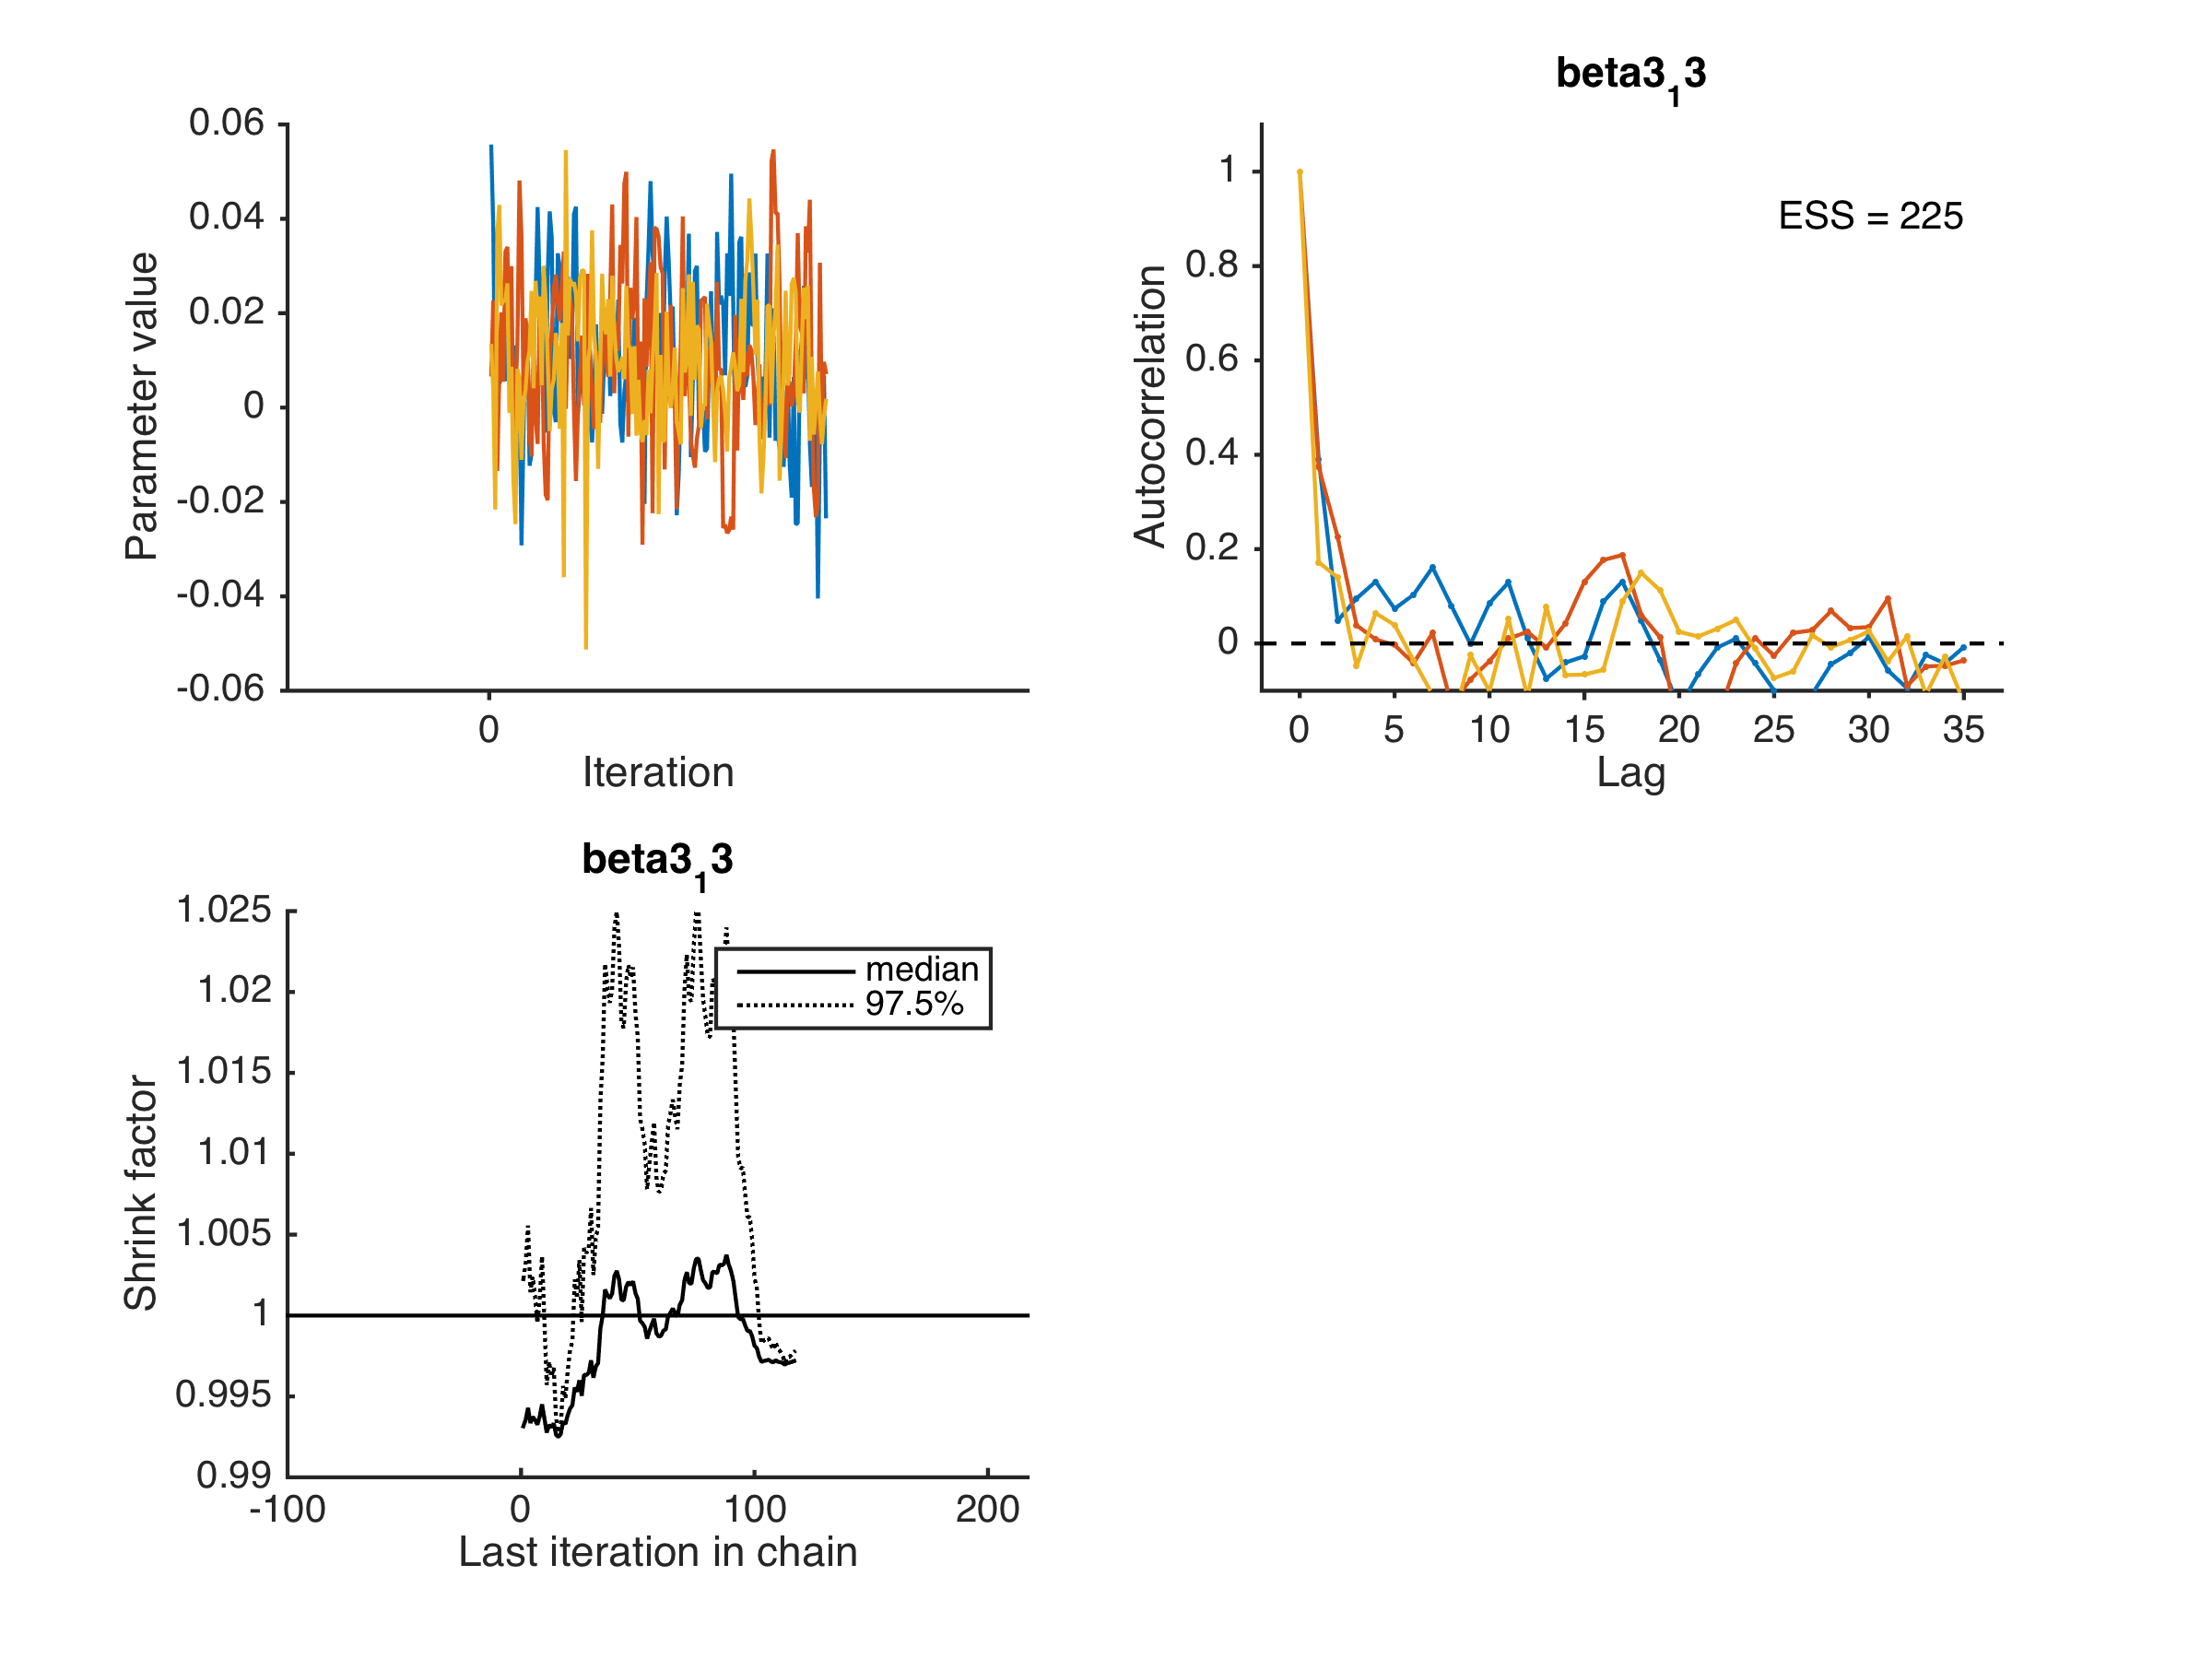 0.06
0.04
0.02
0
-0.02
-0.04
-0.06
Parameter value
0
Iteration
beta313
ESS = 225
1
0.8
0.6
0.4
0.2
0
Autocorrelation
0 5 10 15 20 25 30 35
Lag
beta313
1.025
1.02
1.015
1.01
1.005
1
0.995
0.99
Shrink factor
median
97.5%
-100 0 100 200
Last iteration in chain